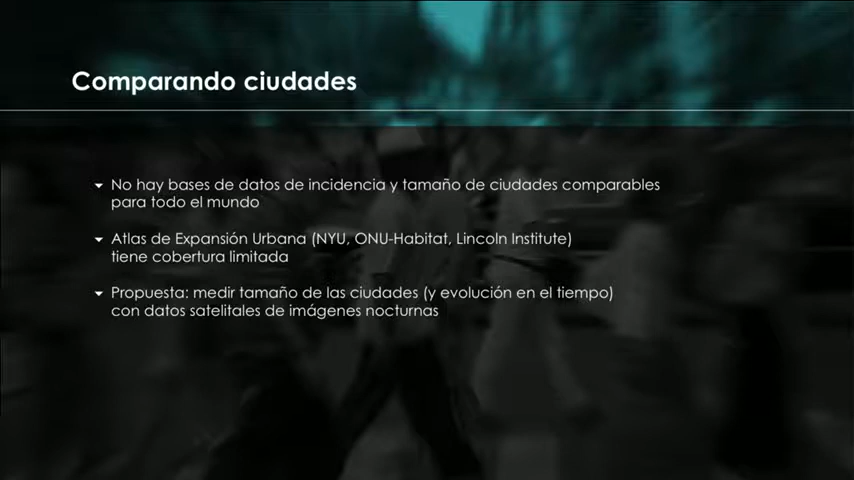 Comparando ciudades
No hay bases de datos de incidencia y tamaño de ciudades comparables
para todo el mundo
Atlas de Expansión Urbana (NYU, ONU-Habitat, Lincoln Institute)
tiene cobertura limitada
Propuesta: medir tamaño de las ciudades (y evolución en el tiempo)
con datos satelitales de imágenes nocturnas